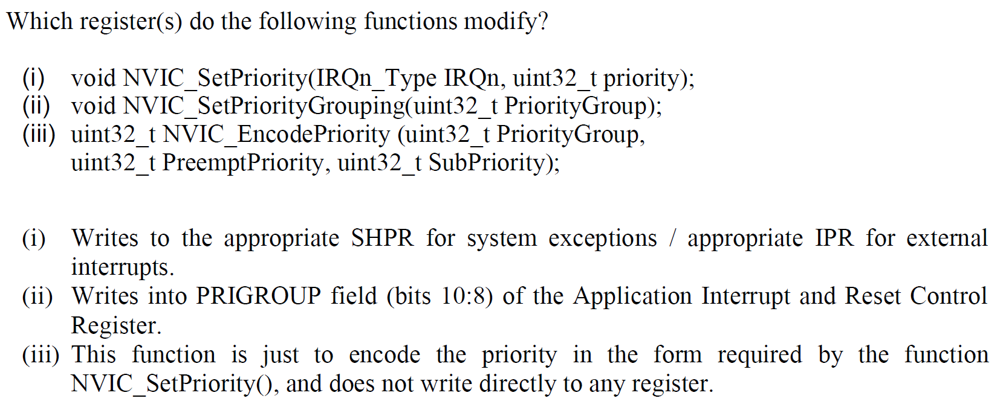 Which register(s) do the following functions modify?
(i) void NVIC_SetPriority(IRQn_Type IRQn, uint32_t priority);
(ii) void NVIC_SetPriorityGrouping(uint32_t PriorityGroup);
(iii) uint32_t NVIC_EncodePriority (uint32_t PriorityGroup,
uint32_t PreemptPriority, uint32_t SubPriority);
(i) Writes to the appropriate SHPR for system exceptions / appropriate IPR for external
interrupts.
(ii) Writes into PRIGROUP field (bits 10:8) of the Application Interrupt and Reset Control
Register.
(iii) This function is just to encode the priority in the form required by the function
NVIC_SetPriority(), and does not write directly to any register.